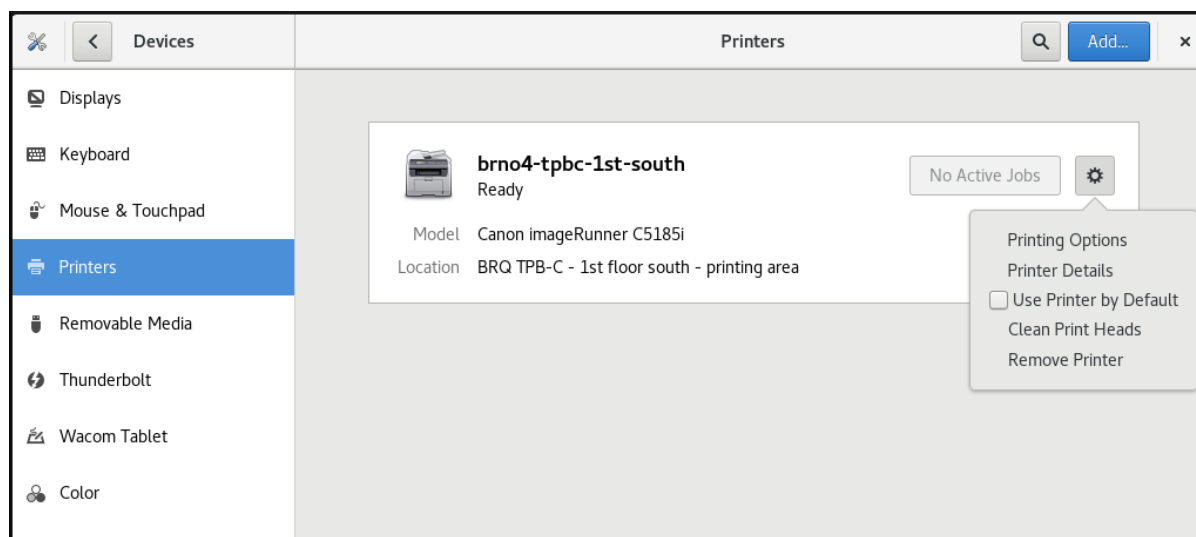 Devices
Printers
Add...
Displays
Keyboard
Mouse & Touchpad
Printers
Removable Media
Thunderbolt
Wacom Tablet
Color
brno4-tpbc-1st-south
Ready
No Active Jobs
Model Canon imageRunner C5185i
Location BRQ TPB-C - 1st floor south - printing area
Printing Options
Printer Details
Use Printer by Default
Clean Print Heads
Remove Printer